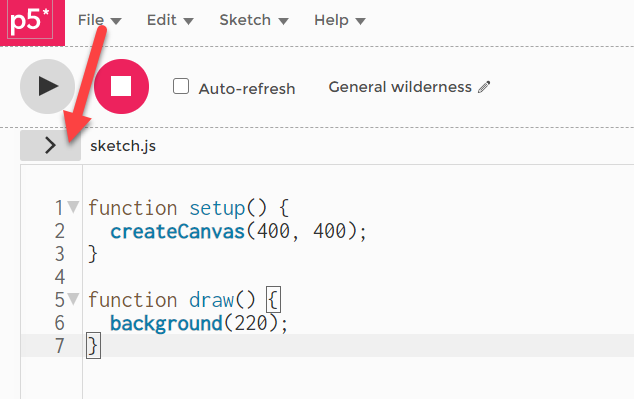 p5* File Edit Sketch Help
Auto-refresh General wilderness
sketch.js
1 function setup() {
2 createCanvas(400, 400);
3 }
4
5 function draw() {
6 background(220);
7 }